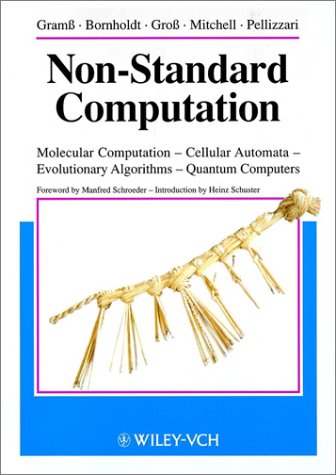 Gramß · Bornholdt · Groß · Mitchell · Pellizzari
Non-Standard
Computation
Molecular Computation – Cellular Automata –
Evolutionary Algorithms – Quantum Computers
Foreword by Manfred Schroeder – Introduction by Heinz Schuster
WILEY-VCH